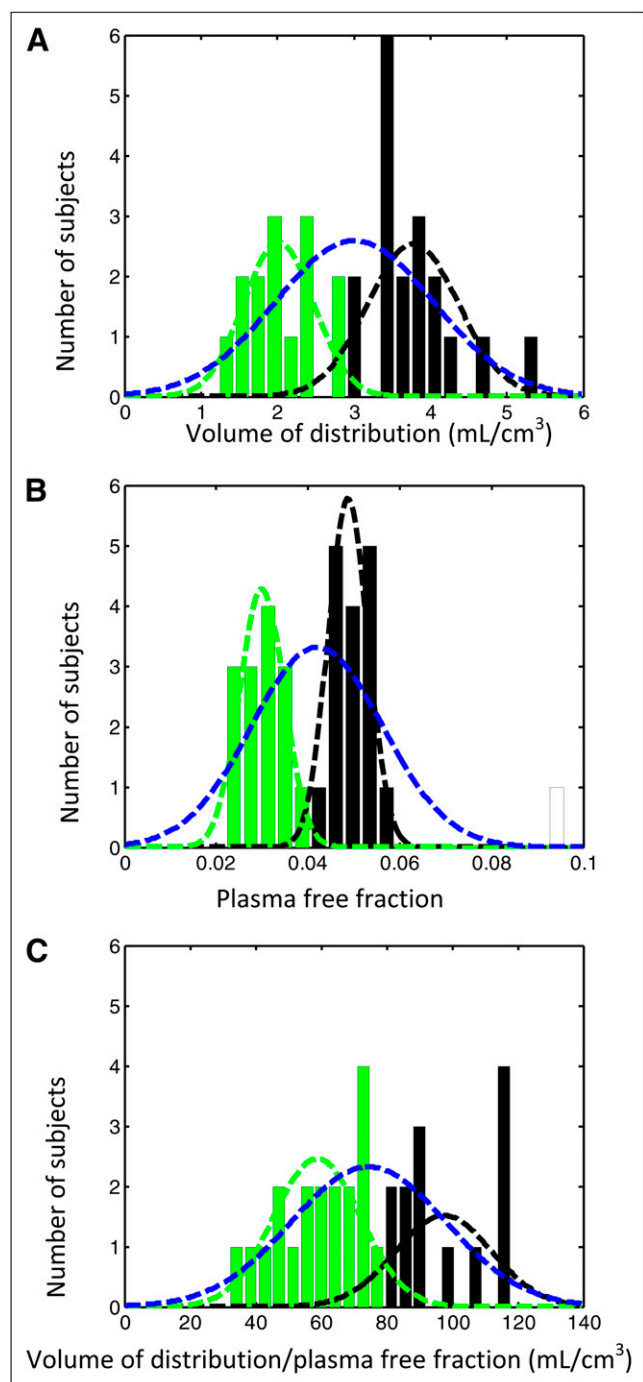 A
Number of subjects
6
5
4
3
2
1
0
0 1 2 3 4 5 6
Volume of distribution (mL/cm³)
B
Number of subjects
6
5
4
3
2
1
0
0 0.02 0.04 0.06 0.08 0.1
Plasma free fraction
C
Number of subjects
6
5
4
3
2
1
0
0 20 40 60 80 100 120 140
Volume of distribution/plasma free fraction (mL/cm³)